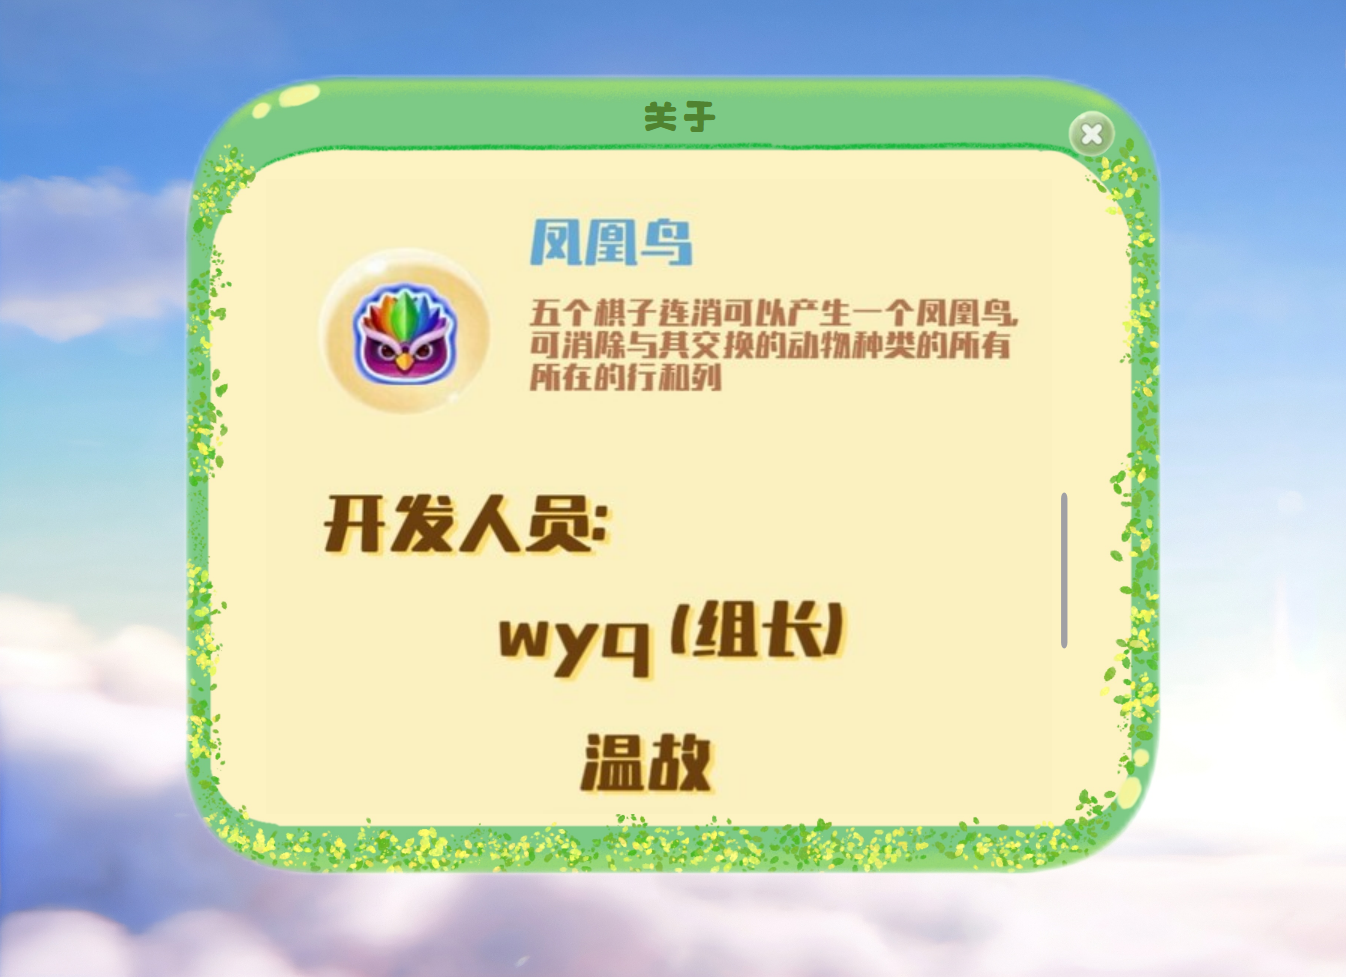 关于
凤凰鸟
五个棋子连消可以产生一个凤凰鸟,
可消除与其交换的动物种类的所有
所在的行和列
开发人员:
wyq (组长)
温故